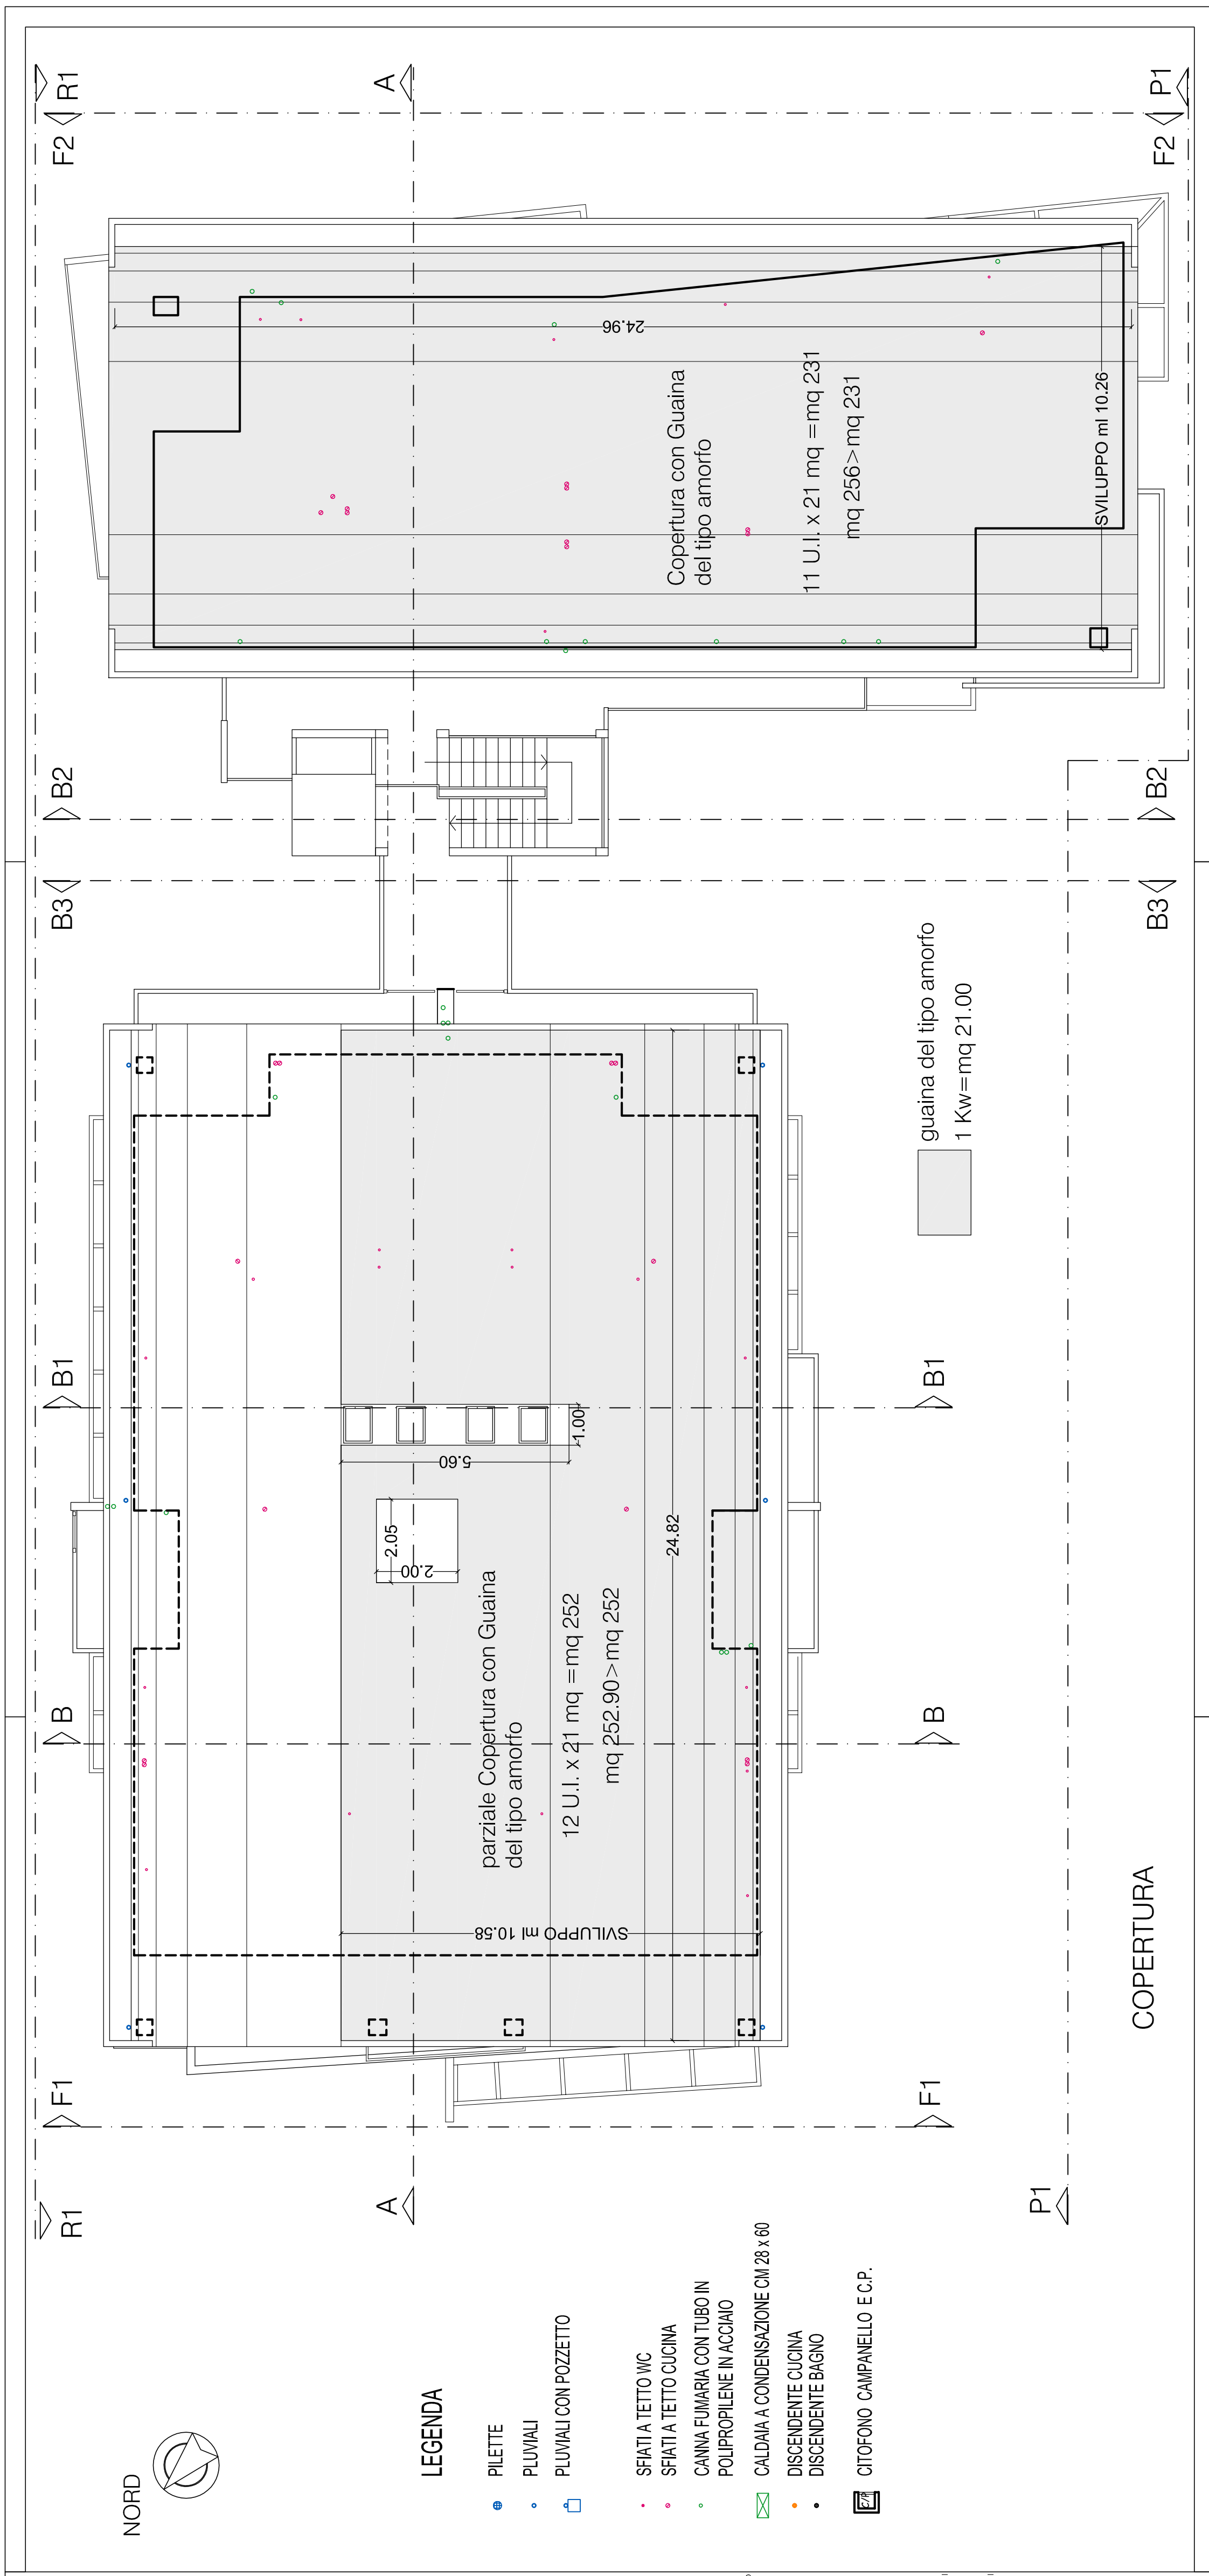 R1
F2
A
P1
F2
24.96
Copertura con Guaina
del tipo amorfo
11 U.I. x 21 mq =mq 231
mq 256>mq 231
SVILUPPO ml 10.26
B2
B2
B3
B3
guaina del tipo amorfo
1 Kw=mq 21.00
B1
B1
5.60
1.00
2.05
2.00
24.82
parziale Copertura con Guaina
del tipo amorfo
12 U.I. x 21 mq =mq 252
mq 252.90>mq 252
SVILUPPO ml 10.58
B
B
F1
F1
R1
A
P1
COPERTURA
NORD
LEGENDA
PILETTE
PLUVIALI
PLUVIALI CON POZZETTO
SFIATI A TETTO WC
SFIATI A TETTO CUCINA
CANNA FUMARIA CON TUBO IN
POLIPROPILENE IN ACCIAIO
CALDAIA A CONDENSAZIONE CM 28 x 60
DISCENDENTE CUCINA
DISCENDENTE BAGNO
C/P CITOFONO CAMPANELLO E C.P.